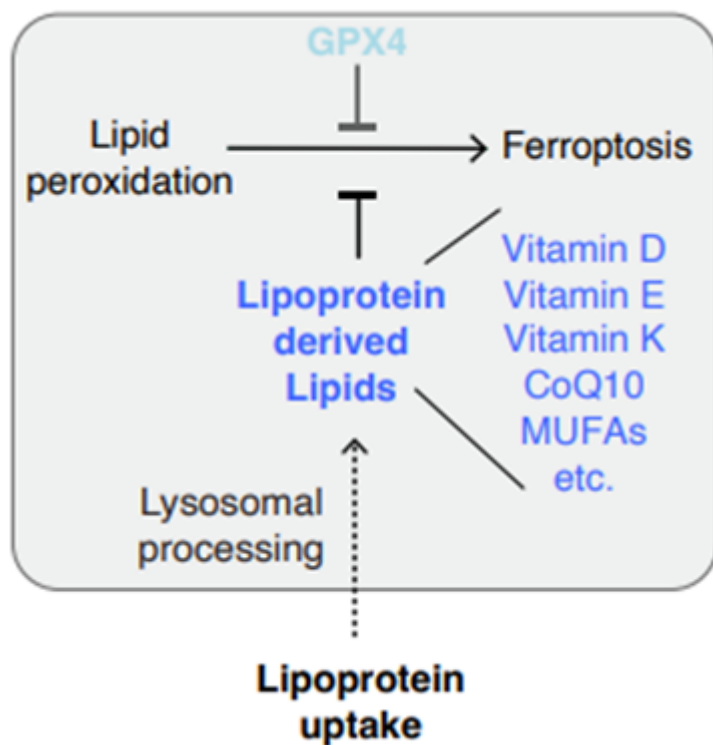 GPX4
Lipid
peroxidation
Ferroptosis
Lipoprotein
derived
Lipids
Vitamin D
Vitamin E
Vitamin K
CoQ10
MUFAs
etc.
Lysosomal
processing
Lipoprotein
uptake